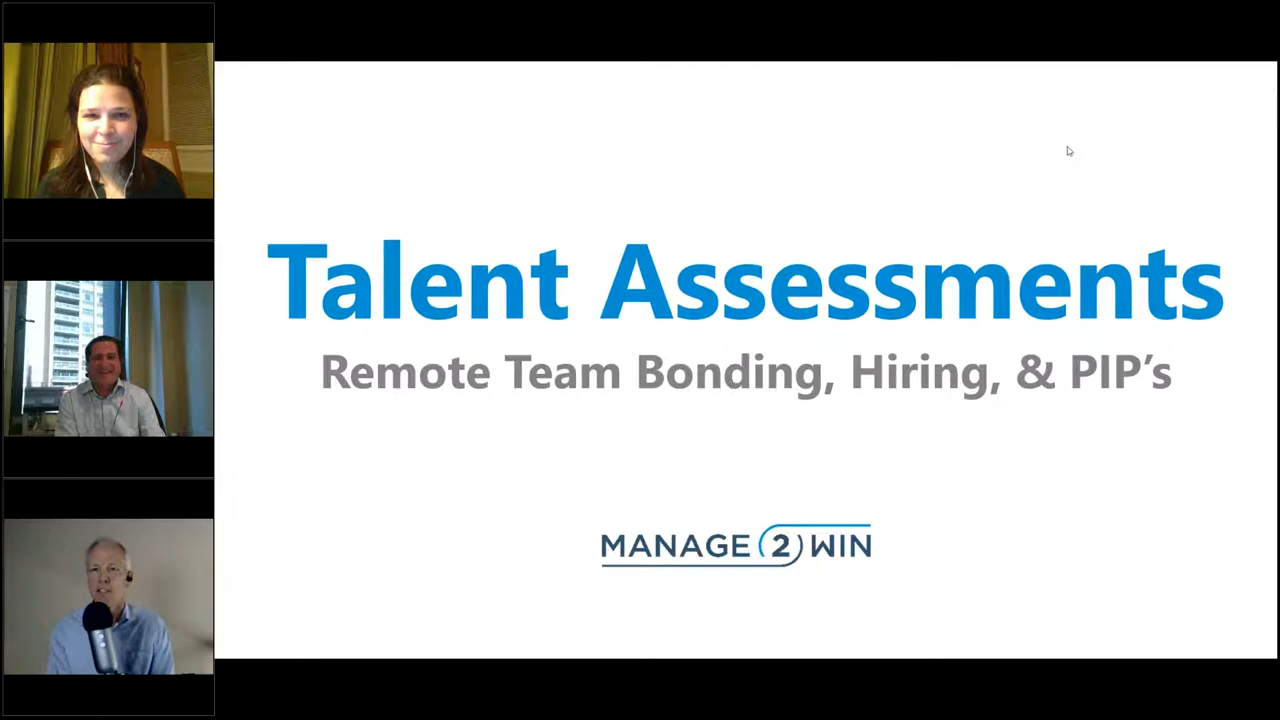 Talent Assessments
Remote Team Bonding, Hiring, & PIP's
MANAGE 2 WIN